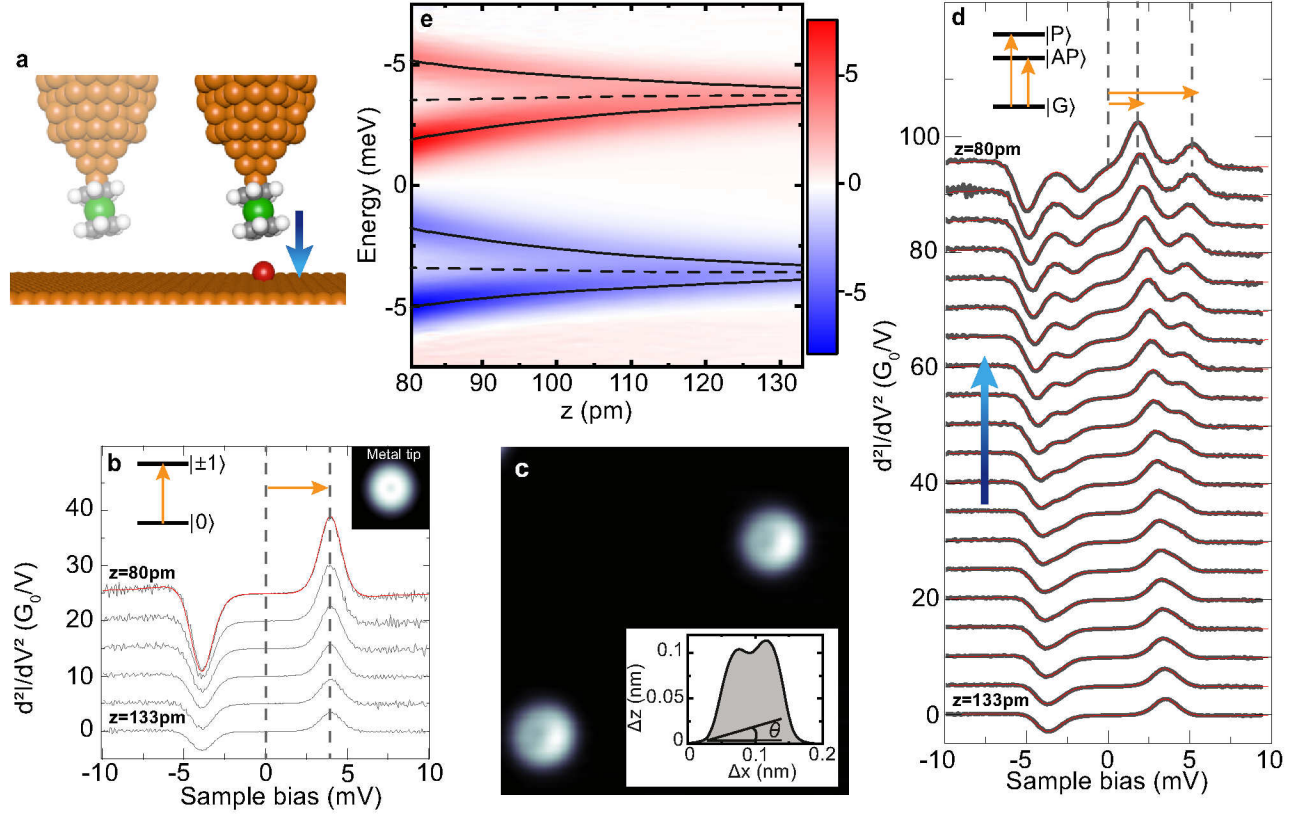 a
e
Energy (meV)
-5
0
-5
5
0
-5
80
90
100
110
120
130
z (pm)
b
|±1⟩
|0⟩
Metal tip
z=80pm
z=133pm
d²I/dV² (G₀/V)
40
30
20
10
0
-10
-5
0
5
10
Sample bias (mV)
c
Δz (nm)
0.1
0.05
0
θ
0
0.1
0.2
Δx (nm)
d
|P⟩
|AP⟩
|G⟩
z=80pm
z=133pm
d²I/dV² (G₀/V)
100
80
60
40
20
0
-10
-5
0
5
10
Sample bias (mV)